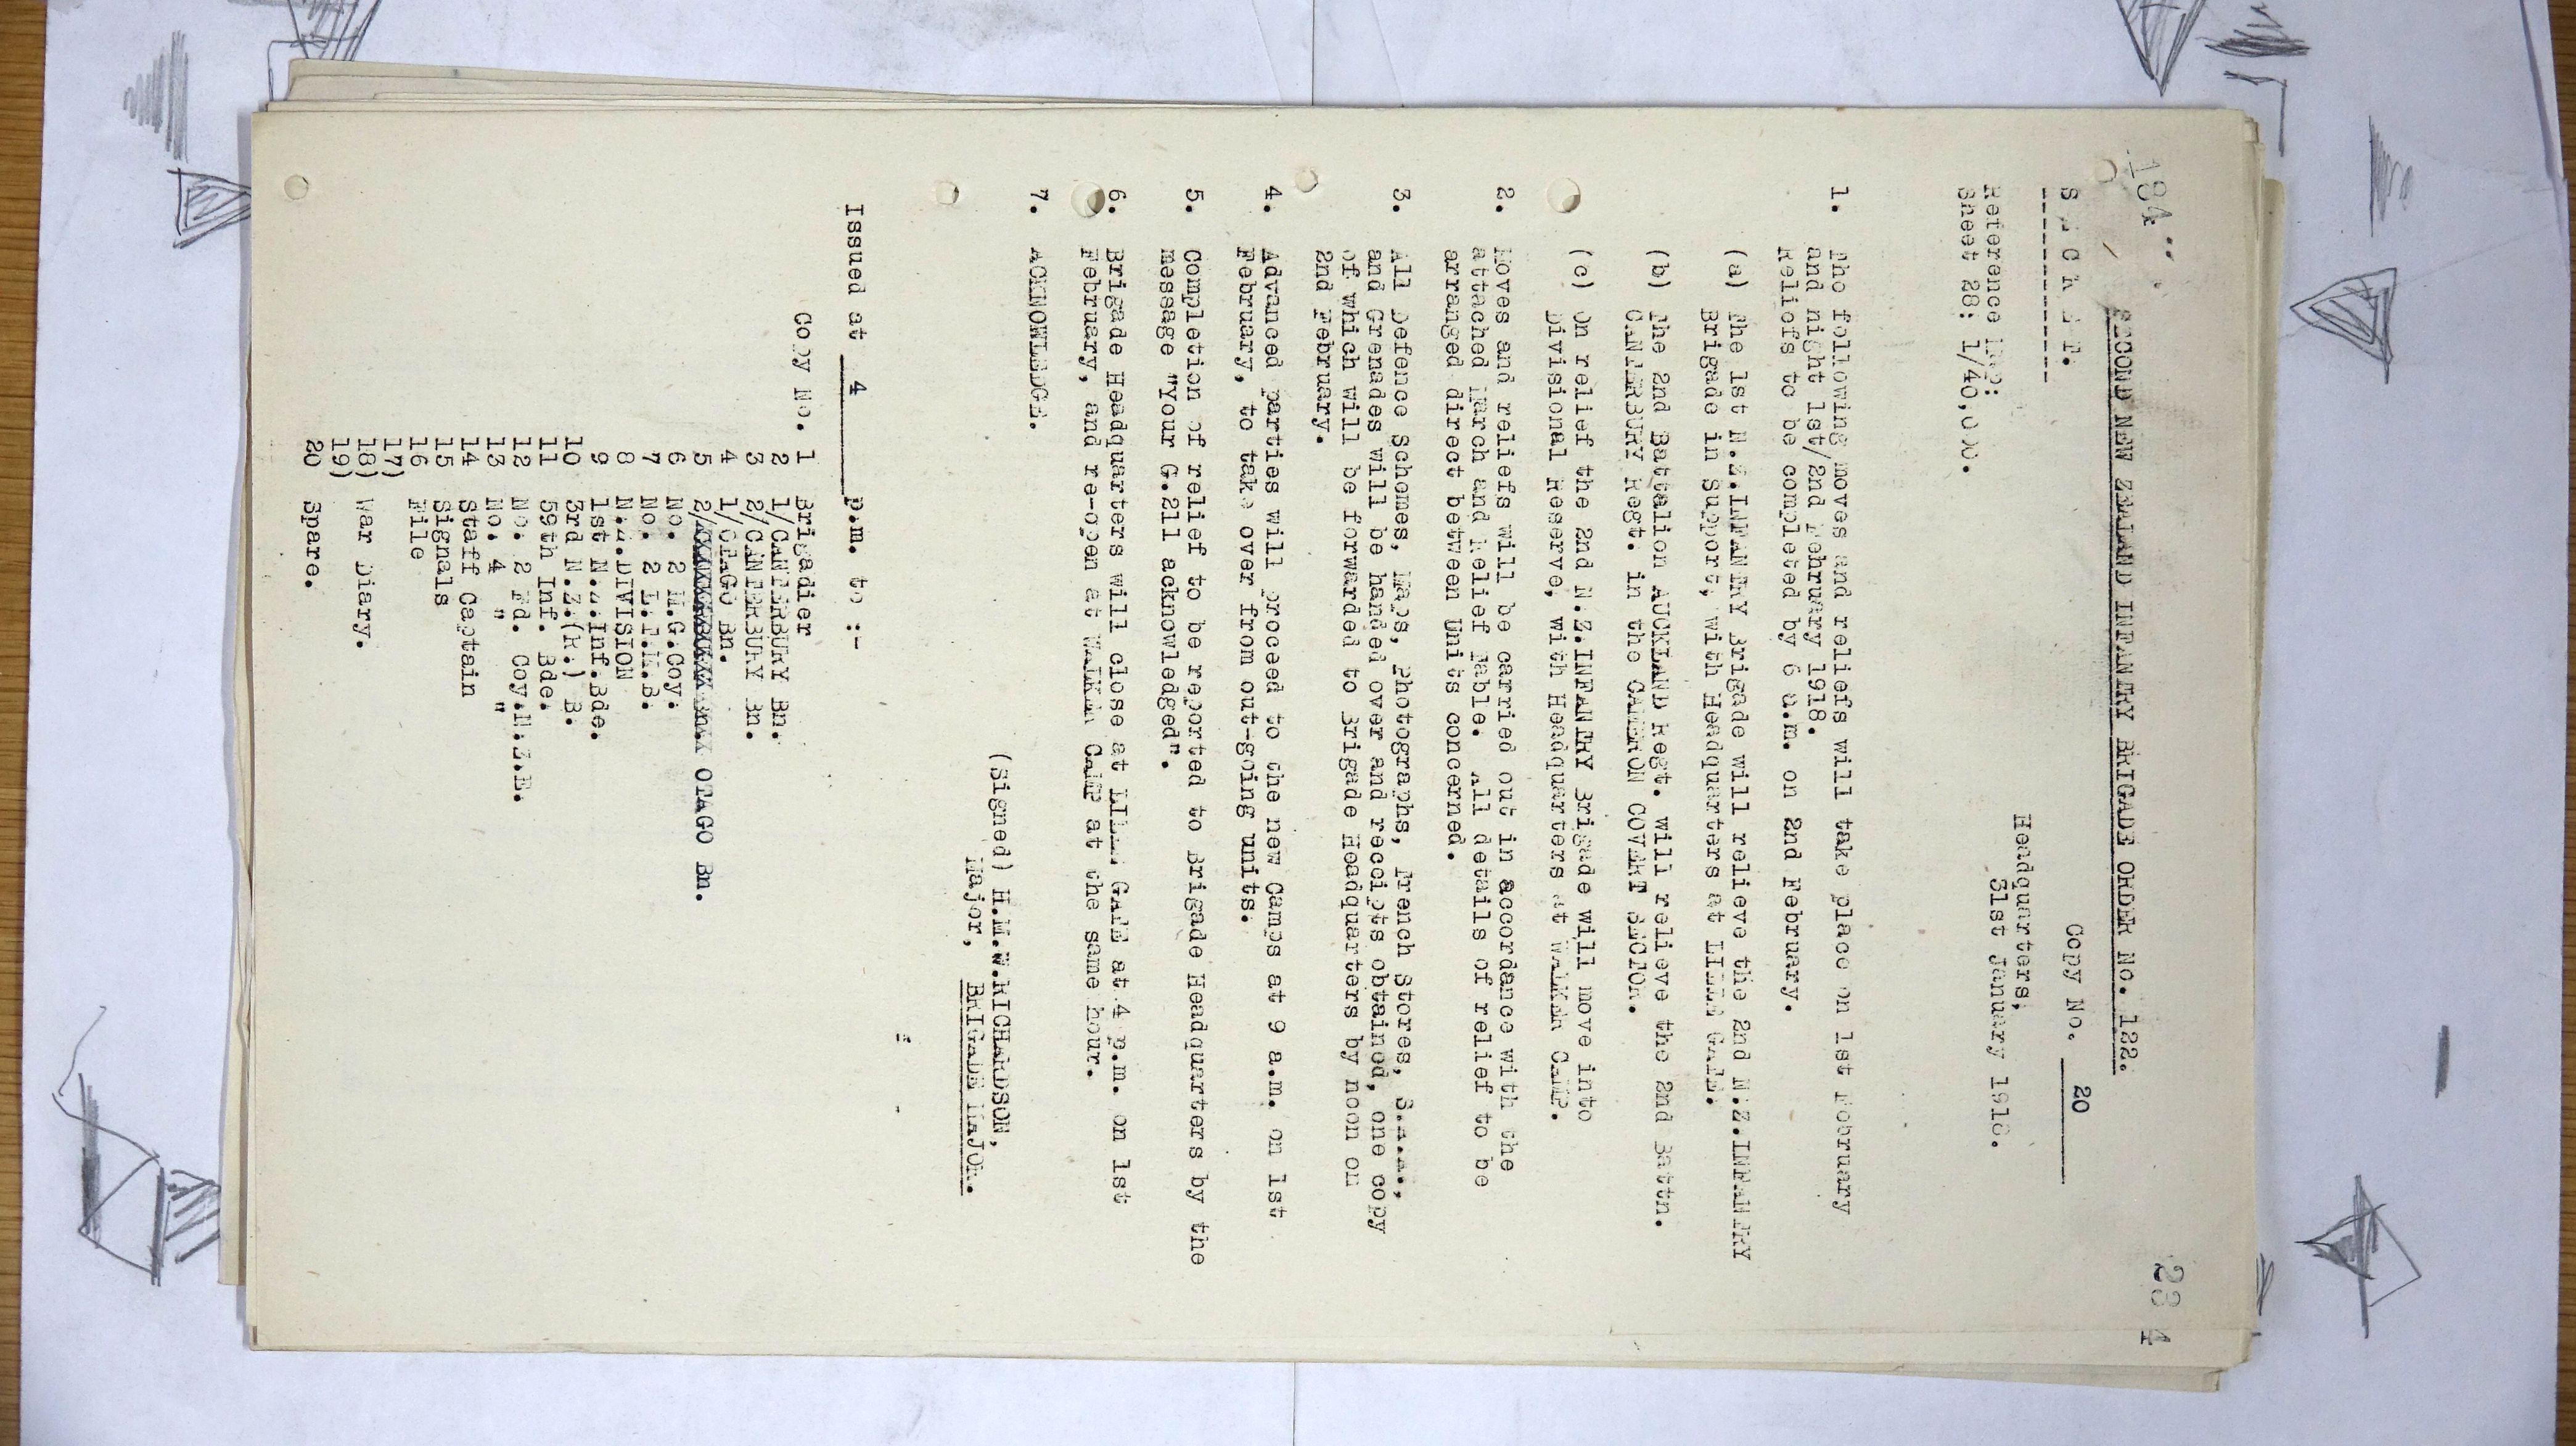 184
234
SECOND NEW ZEALAND INFANTRY BRIGADE ORDER NO. 122.
S E C R E T.
Copy No. 20
Headquarters,
31st January 1918.
Reference Map:
Sheet 28: 1/40,000.
1. The following moves and reliefs will take place on 1st February
and night 1st/2nd February 1918.
Reliefs to be completed by 6 a.m. on 2nd February.
(a) The 1st N.Z.INFANTRY Brigade will relieve the 2nd N.Z.INFANTRY
Brigade in Support, with Headquarters at LILLE GATE.
(b) The 2nd Battalion AUCKLAND Regt. will relieve the 2nd Battn.
CANTERBURY Regt. in the CAMERON COVERT SECTOR.
(c) On relief the 2nd N.Z.INFANTRY Brigade will move into
Divisional Reserve, with Headquarters at WALKER CAMP.
2. Moves and reliefs will be carried out in accordance with the
attached March and Relief Table. All details of relief to be
arranged direct between Units concerned.
3. All Defence Schemes, Maps, Photographs, Trench Stores, S.A.A.,
and Grenades will be handed over and receipts obtained, one copy
of which will be forwarded to Brigade Headquarters by noon on
2nd February.
4. Advanced parties will proceed to the new Camps at 9 a.m. on 1st
February, to take over from out-going units.
5. Completion of relief to be reported to Brigade Headquarters by the
message "Your G.211 acknowledged".
6. Brigade Headquarters will close at LILLE GATE at 4 p.m. on 1st
February, and re-open at WALKER CAMP at the same hour.
7. ACKNOWLEDGE.
(Signed) H.M.W.RICHARDSON,
Major, BRIGADE MAJOR.
Issued at 4 p.m. to :-
Copy No. 1 Brigadier
2 1/CANTERBURY Bn.
3 2/CANTERBURY Bn.
4 1/OTAGO Bn.
5 2/ OTAGO Bn.
6 No. 2 M.G.Coy.
7 No. 2 L.T.M.B.
8 N.Z.DIVISION
9 1st N.Z.Inf.Bde.
10 3rd N.Z.(R.) B.
11 59th Inf. Bde.
12 No. 2 Fd. Coy.N.Z.E.
13 No. 4 " "
14 Staff Captain
15 Signals
16 File
17)
18) War Diary.
19)
20 Spare.